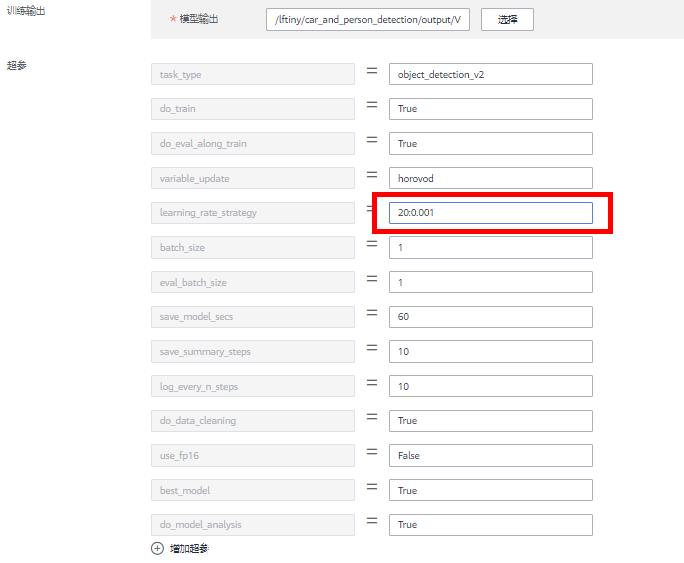 训练输出
* 模型输出 /lftiny/car_and_person_detection/output/V 选择
超参
task_type = object_detection_v2
do_train = True
do_eval_along_train = True
variable_update = horovod
learning_rate_strategy = 20:0.001
batch_size = 1
eval_batch_size = 1
save_model_secs = 60
save_summary_steps = 10
log_every_n_steps = 10
do_data_cleaning = True
use_fp16 = False
best_model = True
do_model_analysis = True
增加超参